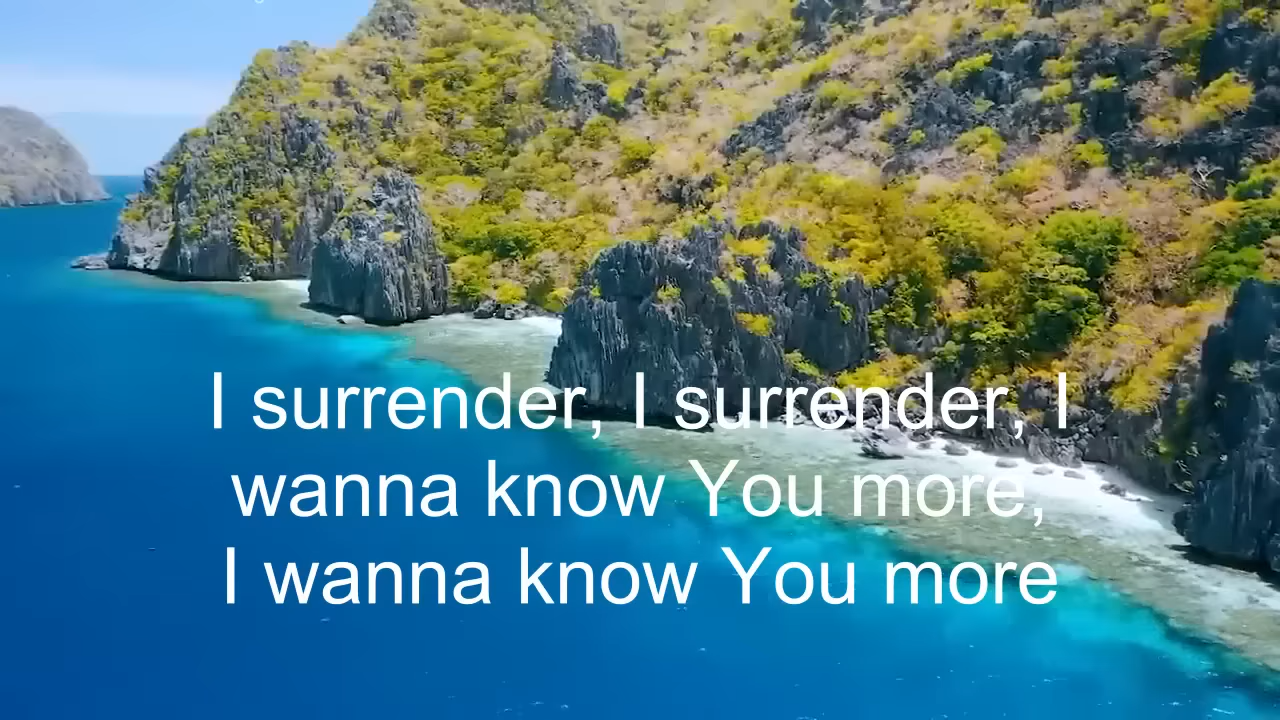 I surrender, I surrender, I
wanna know You more,
I wanna know You more